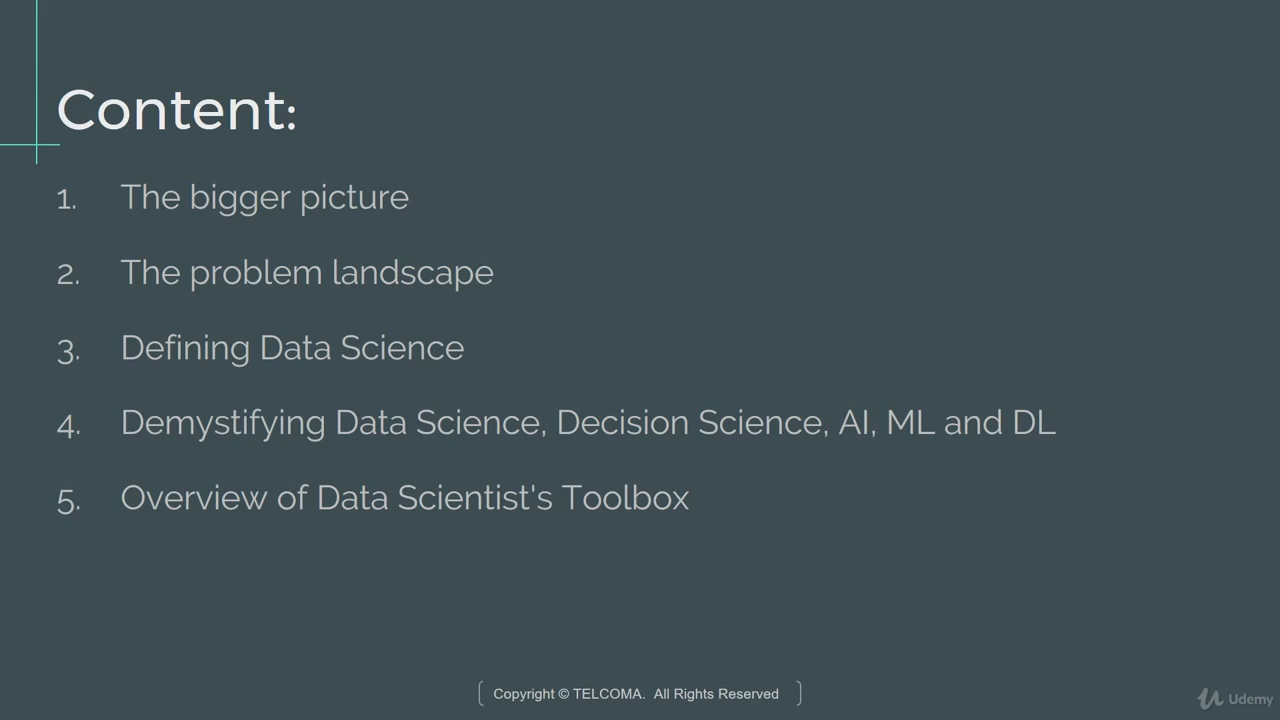 Content:
1. The bigger picture
2. The problem landscape
3. Defining Data Science
4. Demystifying Data Science, Decision Science, AI, ML and DL
5. Overview of Data Scientist's Toolbox
Copyright © TELCOMA. All Rights Reserved
Udemy